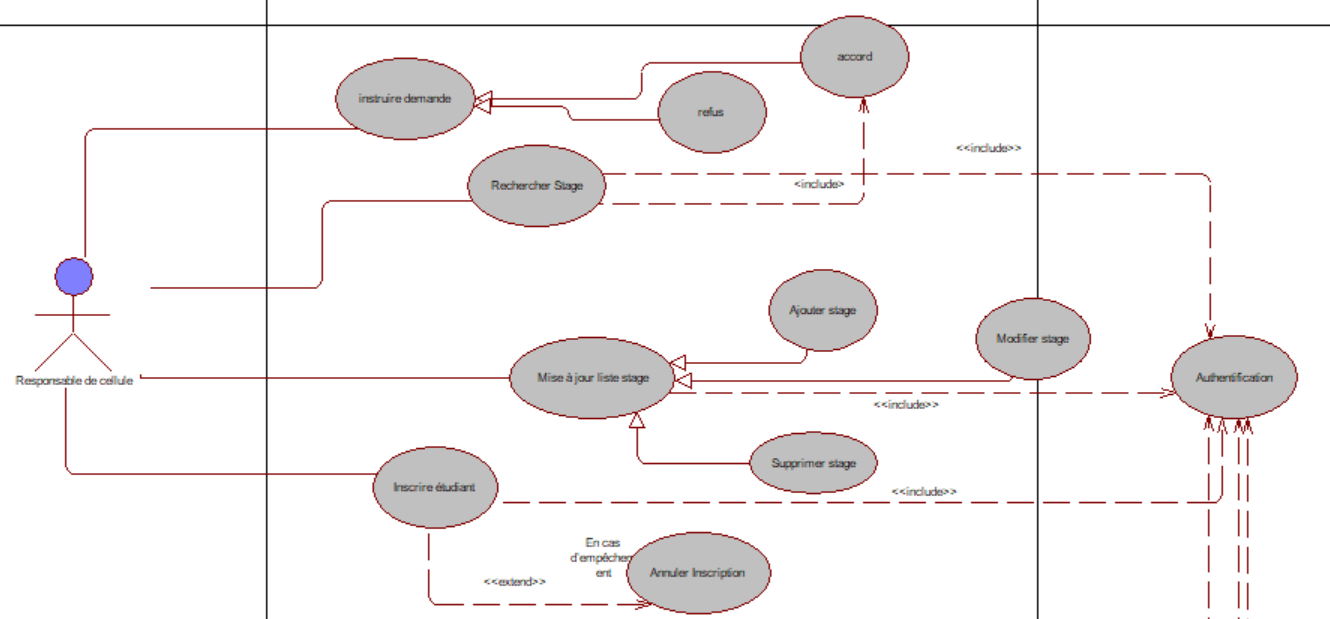 accord
instruire demande
refus
<<include>>
Rechercher Stage
<include>
Ajouter stage
Modifier stage
Responsable de cellule
Mise à jour liste stage
Authentification
<<include>>
Supprimer stage
Inscrire étudiant
<<include>>
En cas
d'empêchem
ent
Annuler Inscription
<<extend>>